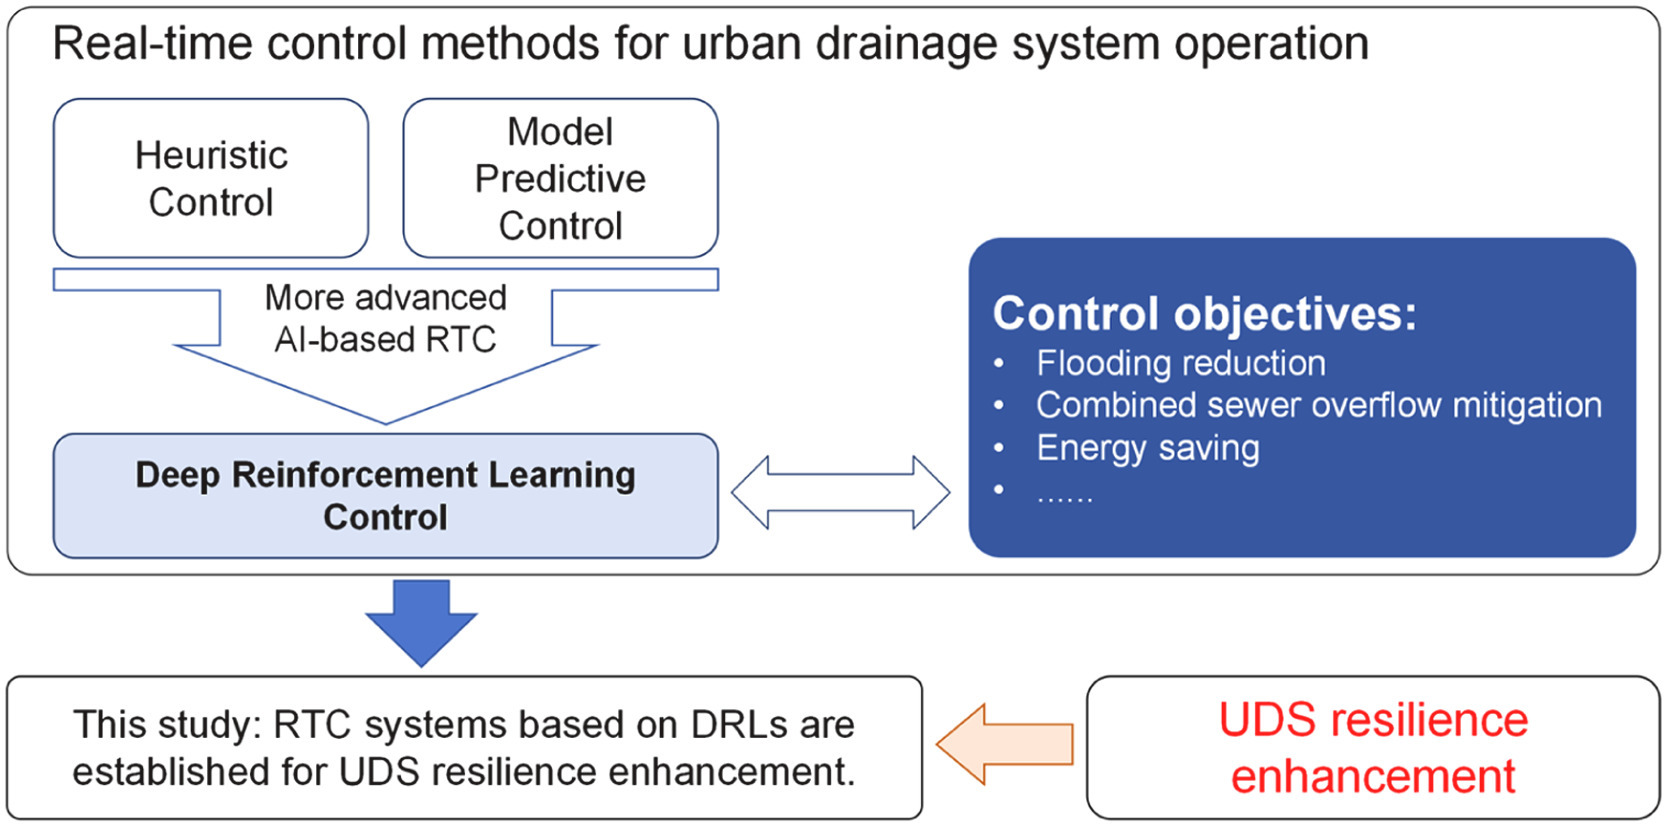 Real-time control methods for urban drainage system operation
Heuristic
Control
Model
Predictive
Control
More advanced
AI-based RTC
Deep Reinforcement Learning
Control
Control objectives:
• Flooding reduction
• Combined sewer overflow mitigation
• Energy saving
• ......
This study: RTC systems based on DRLs are
established for UDS resilience enhancement.
UDS resilience
enhancement